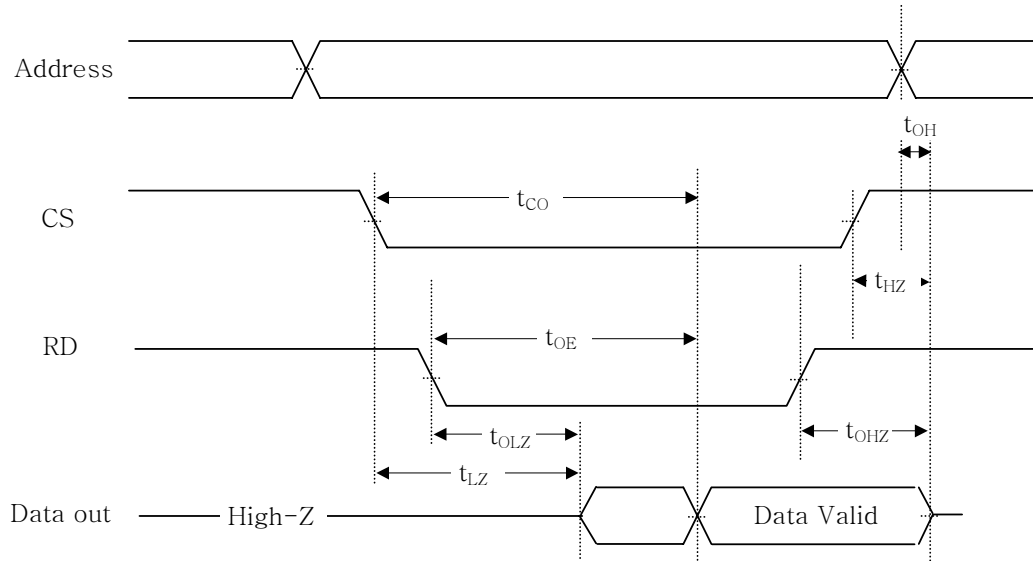 Address
tOH
tCO
CS
tHZ
tOE
RD
tOLZ
tOHZ
tLZ
Data out
High-Z
Data Valid